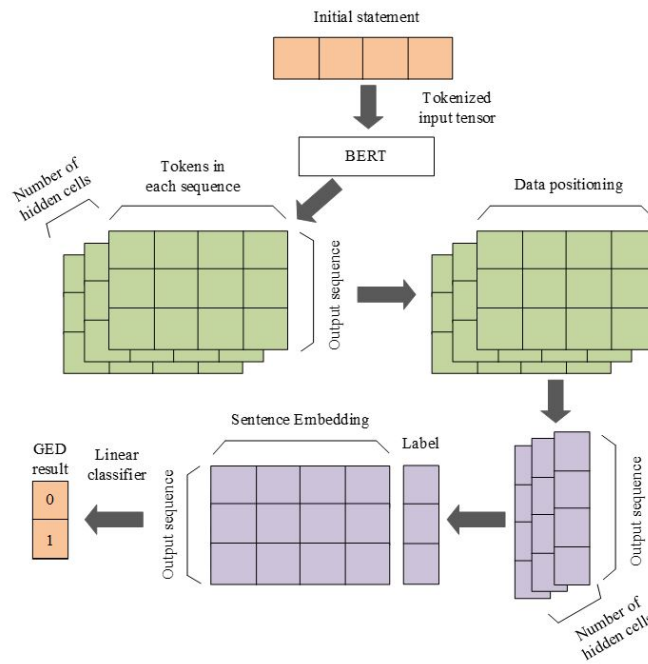 Initial statement
Tokenized
input tensor
BERT
Number of
hidden cells
Tokens in
each sequence
Output sequence
Data positioning
Sentence Embedding
Label
Output sequence
Linear
classifier
GED
result
0
1
Output sequence
Number of
hidden cells